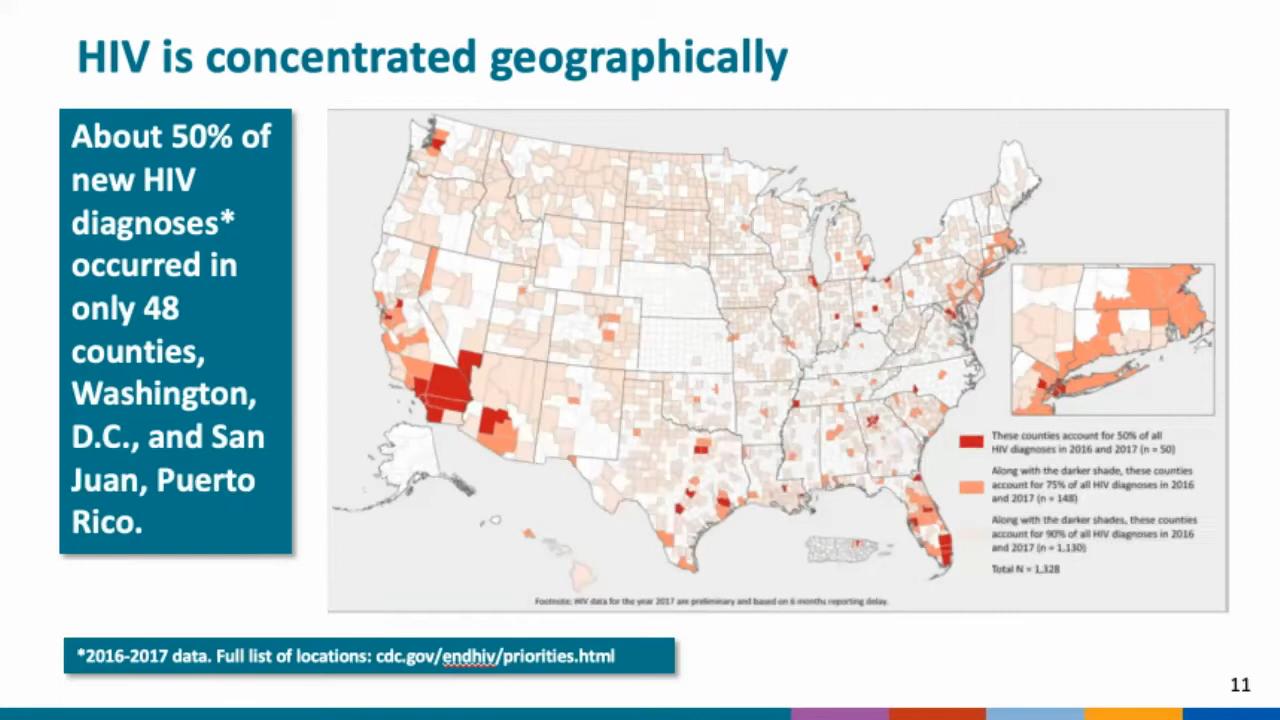 HIV is concentrated geographically
About 50% of
new HIV
diagnoses*
occurred in
only 48
counties,
Washington,
D.C., and San
Juan, Puerto
Rico.
These counties account for 50% of all
HIV diagnoses in 2016 and 2017 (n = 50)
Along with the darker shade, these counties
account for 75% of all HIV diagnoses in 2016
and 2017 (n = 148)
Along with the darker shades, these counties
account for 90% of all HIV diagnoses in 2016
and 2017 (n = 1,130)
Total N = 1,328
Footnote: HIV data for the year 2017 are preliminary and based on 6 months reporting delay.
*2016-2017 data. Full list of locations: cdc.gov/endhiv/priorities.html
11